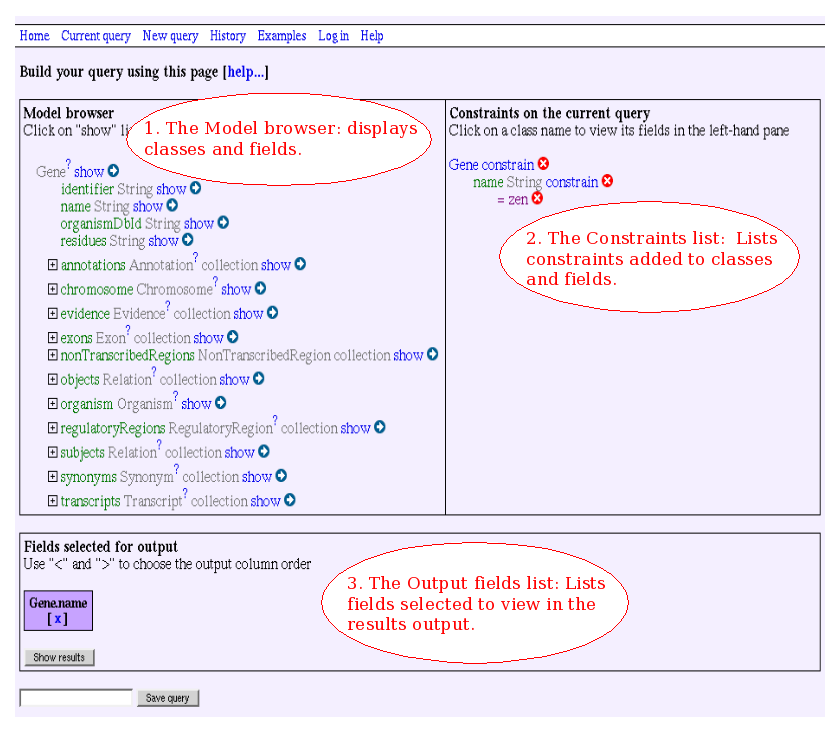 Home Current query New query History Examples Log in Help
Build your query using this page [help...]
Model browser
Click on "show" li
1. The Model browser: displays
classes and fields.
Gene? show
identifier String show
name String show
organismDbId String show
residues String show
annotations Annotation? collection show
chromosome Chromosome? show
evidence Evidence? collection show
exons Exon? collection show
nonTranscribedRegions NonTranscribedRegion collection show
objects Relation? collection show
organism Organism? show
regulatoryRegions RegulatoryRegion? collection show
subjects Relation? collection show
synonyms Synonym? collection show
transcripts Transcript? collection show
Constraints on the current query
Click on a class name to view its fields in the left-hand pane
Gene constrain
name String constrain
= zen
2. The Constraints list: Lists
constraints added to classes
and fields.
Fields selected for output
Use "<" and ">" to choose the output column order
Gene.name
[x]
3. The Output fields list: Lists
fields selected to view in the
results output.
Show results
Save query